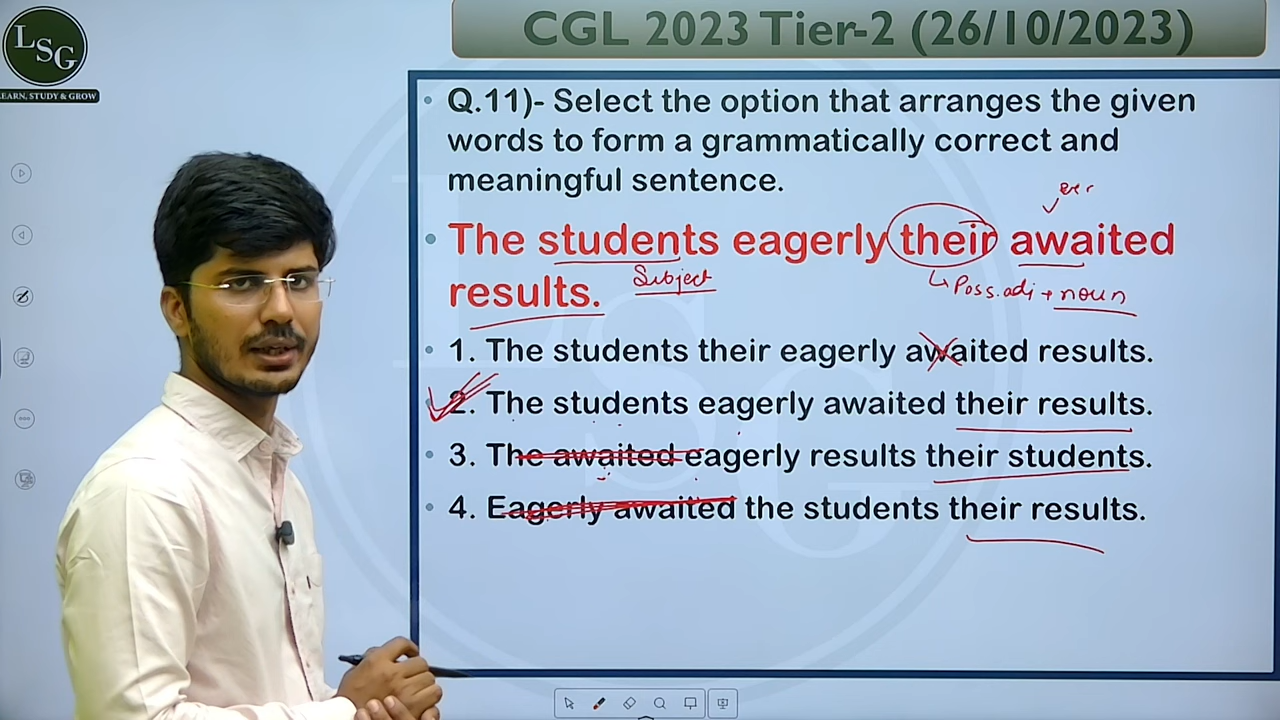 LSG
LEARN, STUDY & GROW
CGL 2023 Tier-2 (26/10/2023)
• Q.11)- Select the option that arranges the given
words to form a grammatically correct and
meaningful sentence.
• The students eagerly their awaited
results.
Subject
↳ Poss. adj + noun
• 1. The students their eagerly awaited results.
• 2. The students eagerly awaited their results.
• 3. The awaited eagerly results their students.
• 4. Eagerly awaited the students their results.